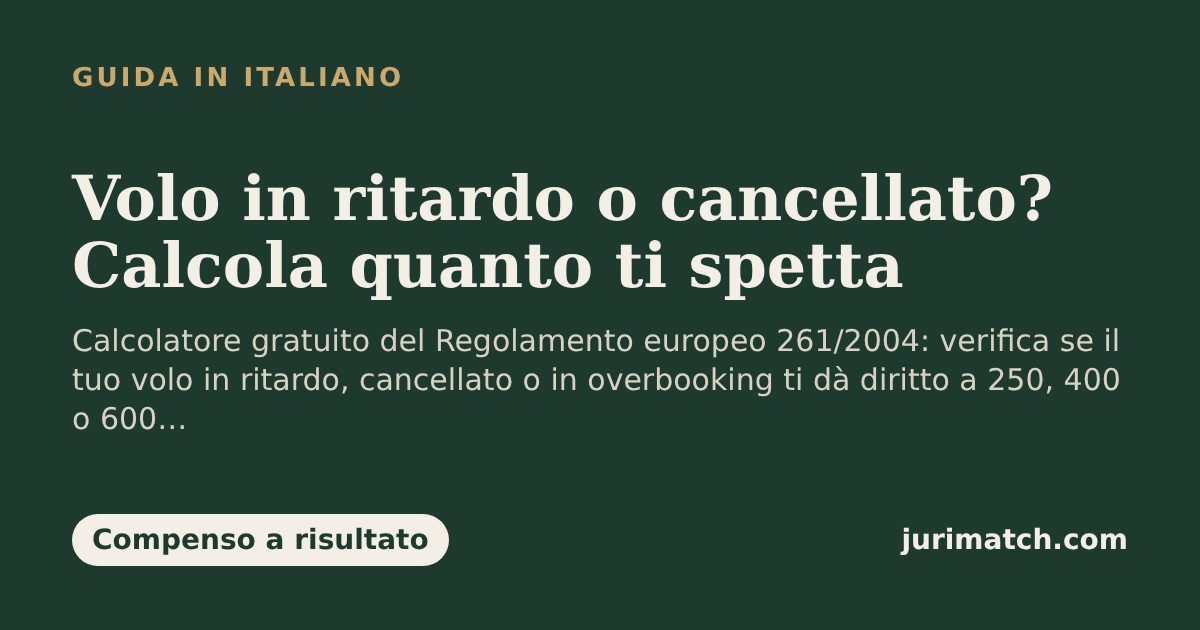 GUIDA IN ITALIANO
Volo in ritardo o cancellato?
Calcola quanto ti spetta
Calcolatore gratuito del Regolamento europeo 261/2004: verifica se il
tuo volo in ritardo, cancellato o in overbooking ti dà diritto a 250, 400
o 600…
Compenso a risultato
jurimatch.com